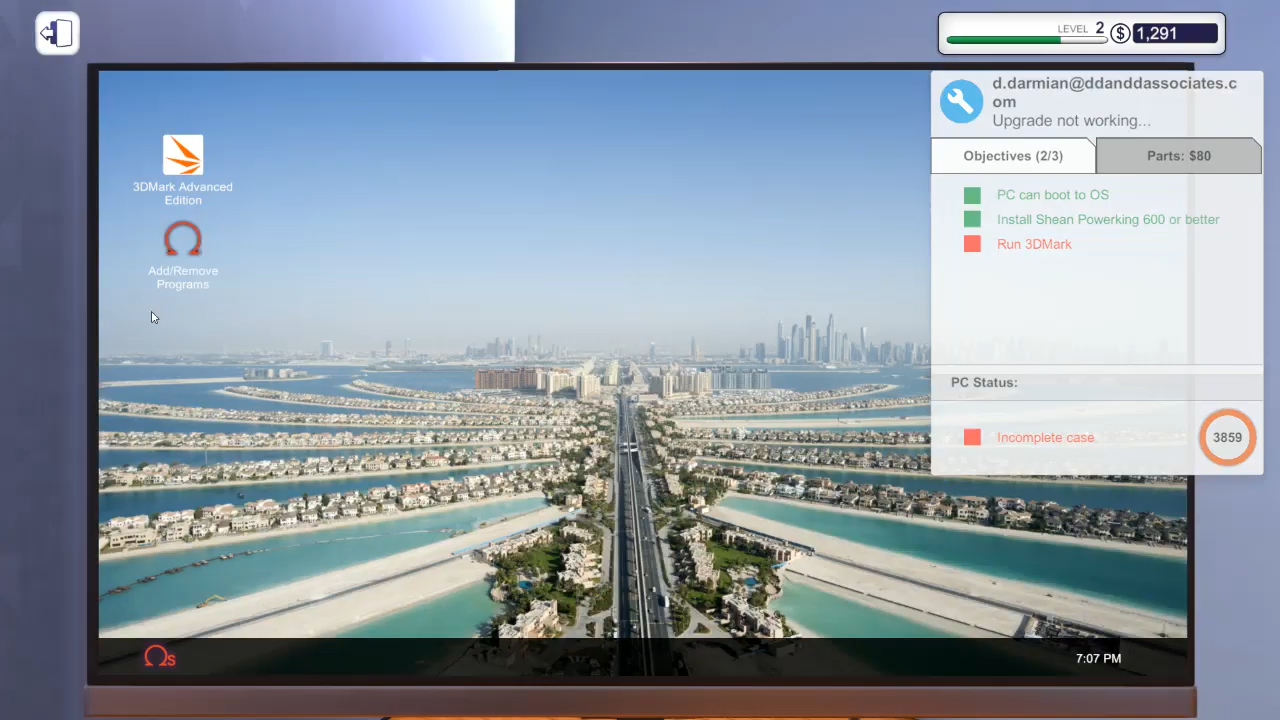 LEVEL 2
$ 1,291
d.darmian@ddanddassociates.c
om
Upgrade not working...
Objectives (2/3)
Parts: $80
PC can boot to OS
Install Shean Powerking 600 or better
Run 3DMark
PC Status:
Incomplete case
3859
3DMark Advanced
Edition
Add/Remove
Programs
Ωs
7:07 PM